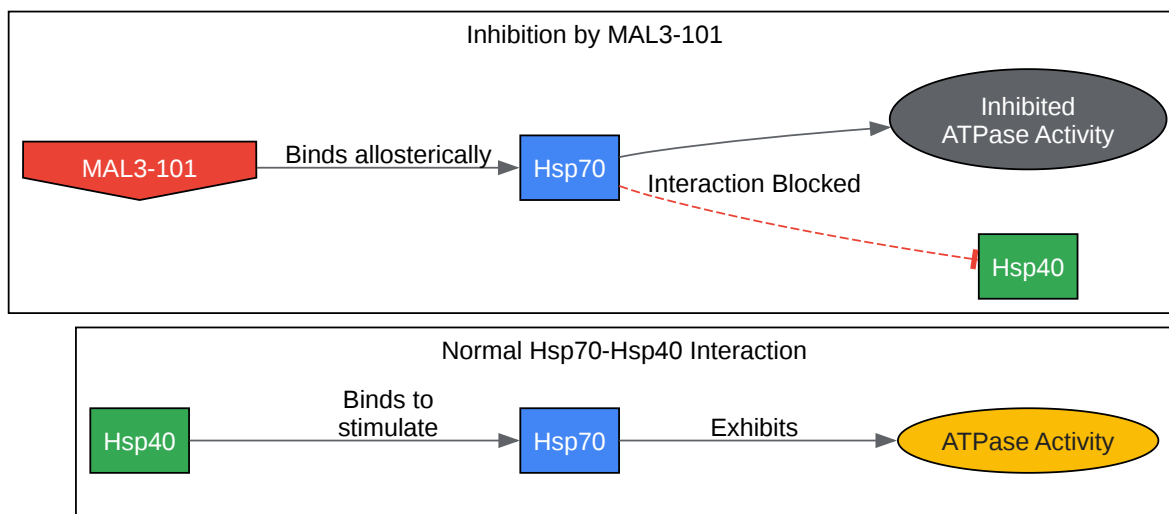 Inhibition by MAL3-101
MAL3-101
Binds allosterically
Hsp70
Inhibited
ATPase Activity
Interaction Blocked
Hsp40
Normal Hsp70-Hsp40 Interaction
Hsp40
Binds to
stimulate
Hsp70
Exhibits
ATPase Activity